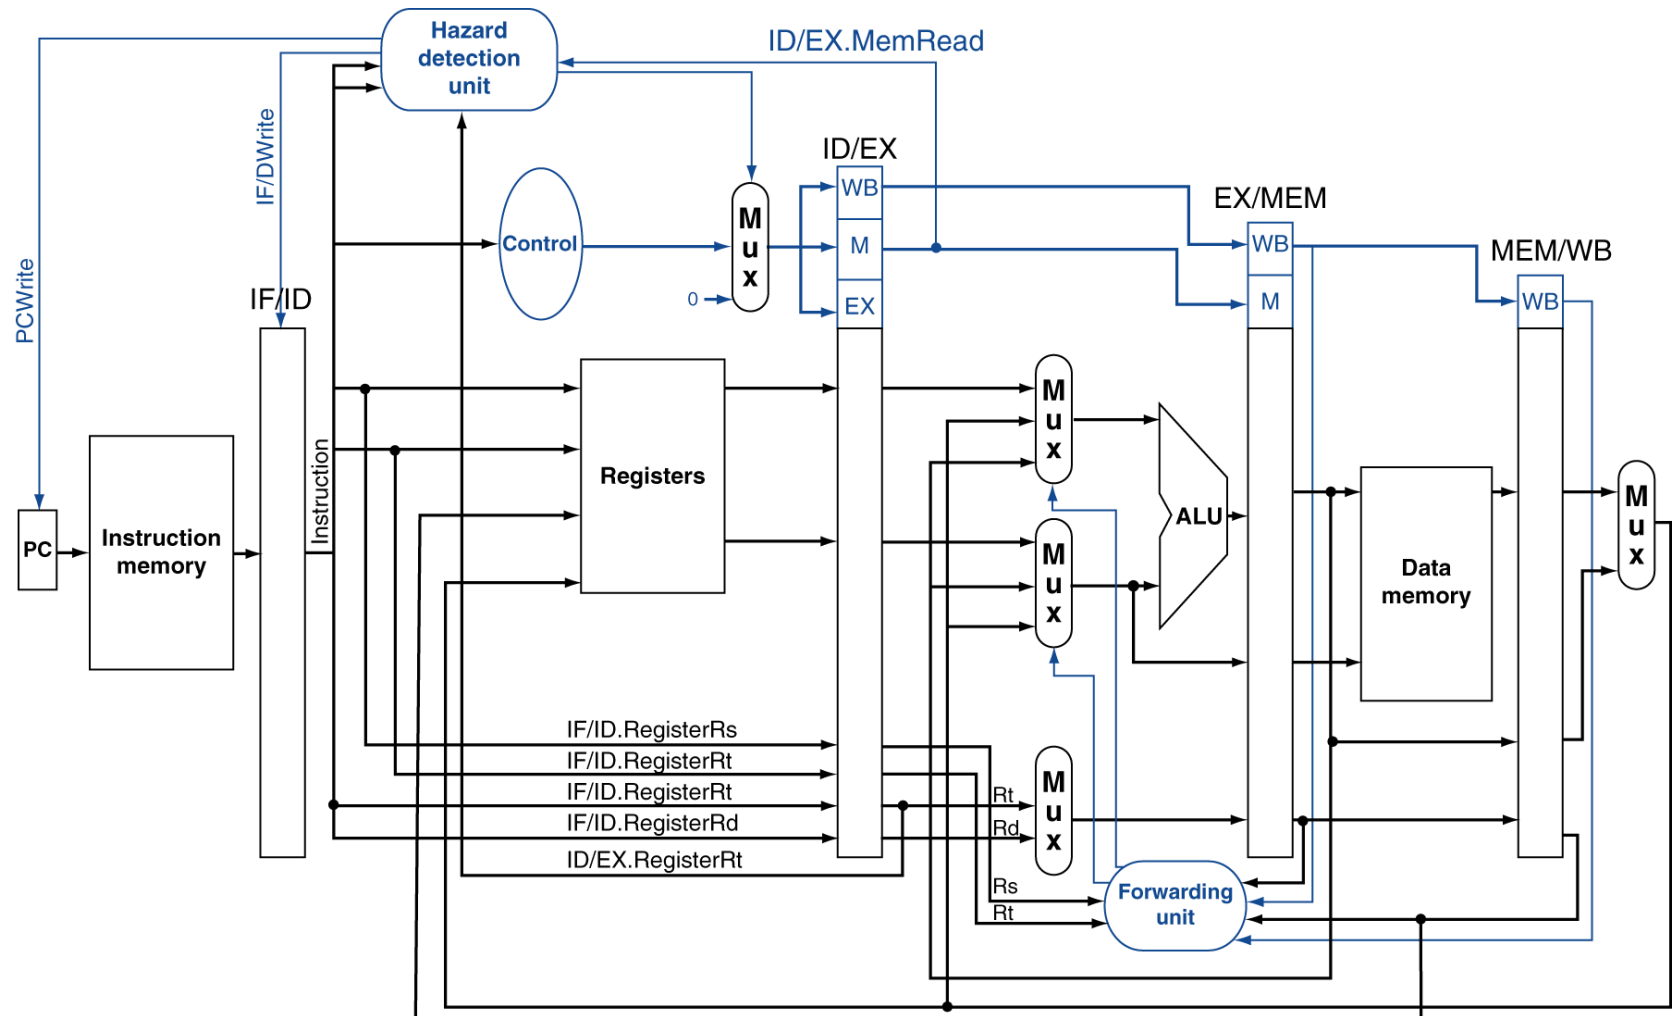 Hazard
detection
unit
ID/EX.MemRead
IF/DWrite
PCWrite
ID/EX
WB
M
EX
EX/MEM
WB
M
MEM/WB
WB
Control
M
u
x
0
IF/ID
Instruction
PC
Instruction
memory
Registers
M
u
x
M
u
x
ALU
Data
memory
M
u
x
IF/ID.RegisterRs
IF/ID.RegisterRt
IF/ID.RegisterRt
IF/ID.RegisterRd
ID/EX.RegisterRt
Rt
Rd
M
u
x
Rs
Rt
Forwarding
unit